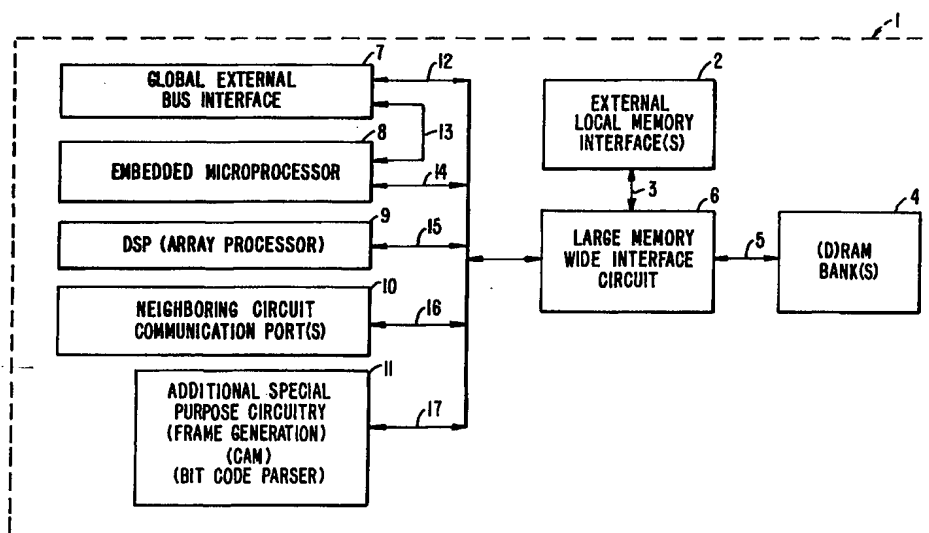 1
7
GLOBAL EXTERNAL
BUS INTERFACE
12
13
8
EMBEDDED MICROPROCESSOR
14
9
DSP (ARRAY PROCESSOR)
15
10
NEIGHBORING CIRCUIT
COMMUNICATION PORT(S)
16
11
ADDITIONAL SPECIAL
PURPOSE CIRCUITRY
(FRAME GENERATION)
(CAM)
(BIT CODE PARSER)
17
2
EXTERNAL
LOCAL MEMORY
INTERFACE(S)
3
6
LARGE MEMORY
WIDE INTERFACE
CIRCUIT
5
4
(D)RAM
BANK(S)